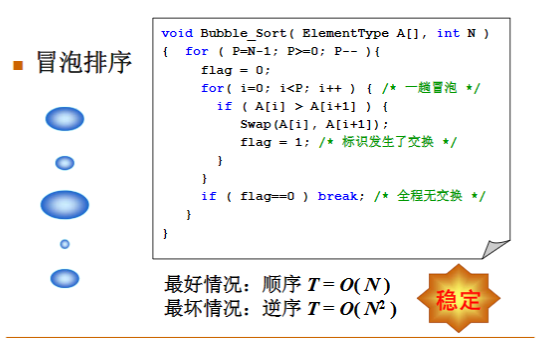 冒泡排序
void Bubble_Sort( ElementType A[], int N )
{ for ( P=N-1; P>=0; P-- ){
flag = 0;
for( i=0; i<P; i++ ) { /* 一趟冒泡 */
if ( A[i] > A[i+1] ) {
Swap(A[i], A[i+1]);
flag = 1; /* 标识发生了交换 */
}
}
if ( flag==0 ) break; /* 全程无交换 */
}
}
最好情况：顺序 T = O( N )
最坏情况：逆序 T = O( N² )
稳定